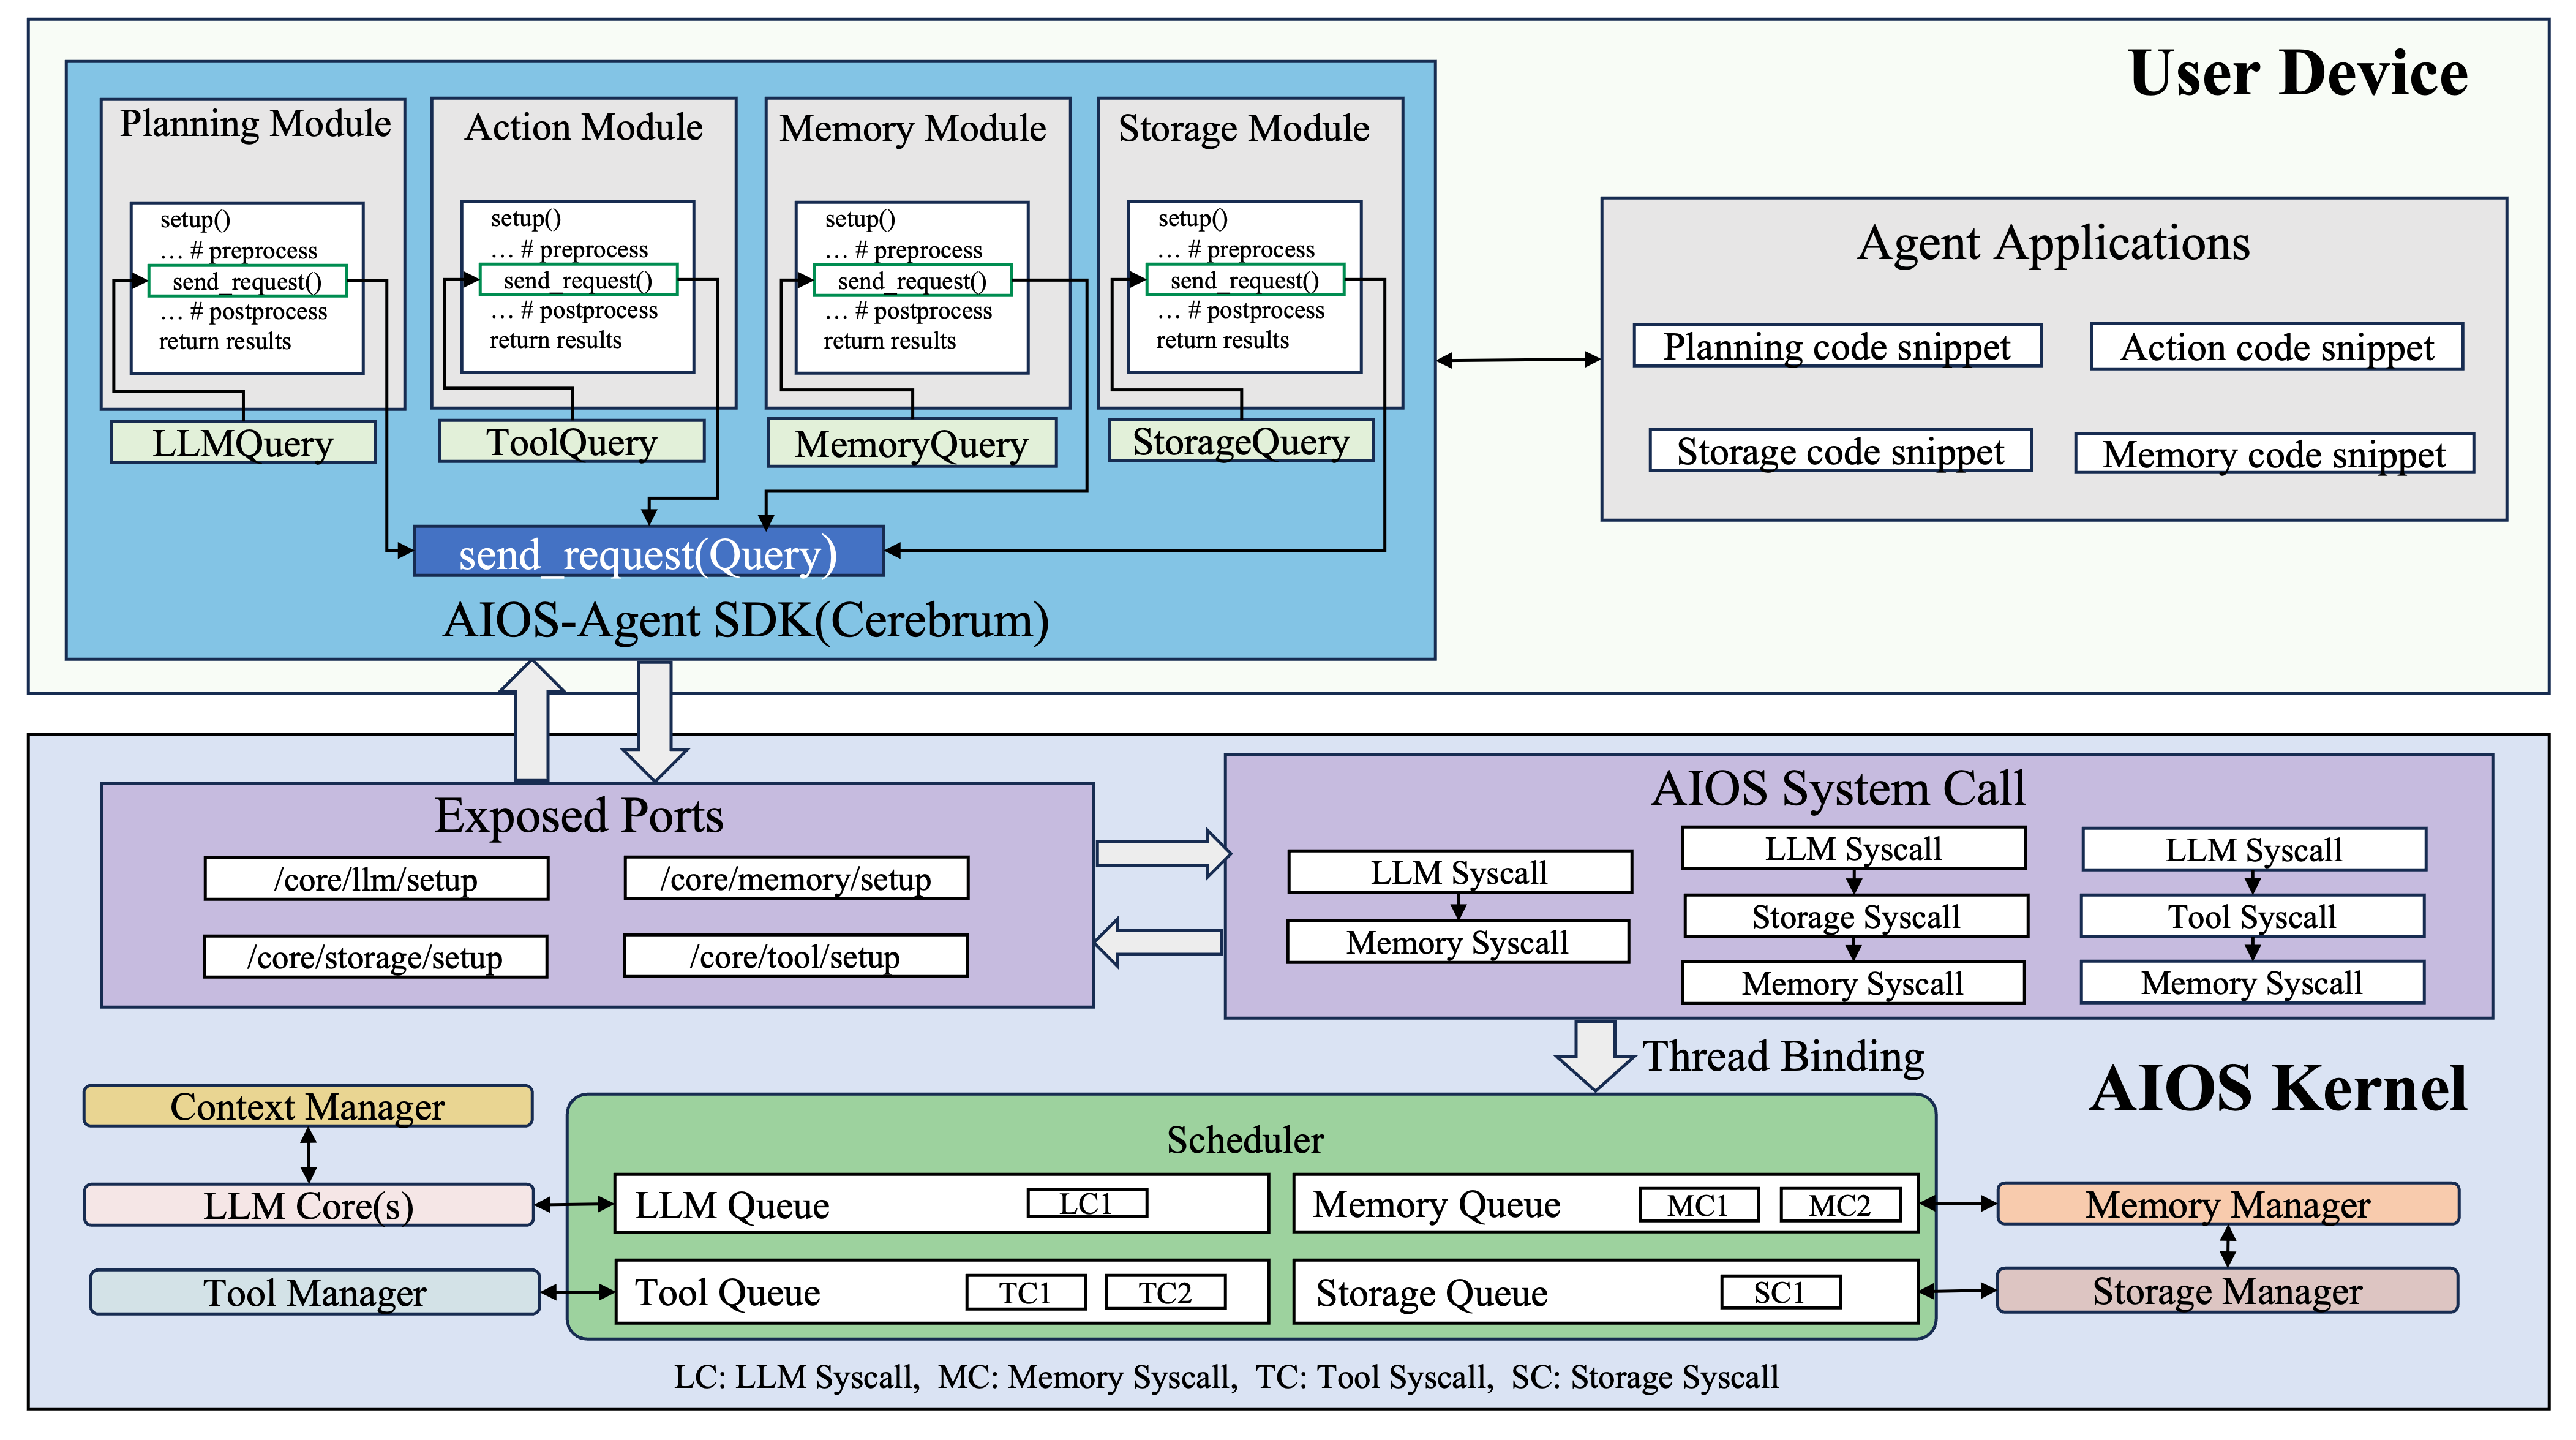 User Device
Planning Module
setup()
... # preprocess
send_request()
... # postprocess
return results
LLMQuery
Action Module
setup()
... # preprocess
send_request()
... # postprocess
return results
ToolQuery
Memory Module
setup()
... # preprocess
send_request()
... # postprocess
return results
MemoryQuery
Storage Module
setup()
... # preprocess
send_request()
... # postprocess
return results
StorageQuery
send_request(Query)
AIOS-Agent SDK(Cerebrum)
Agent Applications
Planning code snippet
Action code snippet
Storage code snippet
Memory code snippet
Exposed Ports
/core/llm/setup
/core/memory/setup
/core/storage/setup
/core/tool/setup
AIOS System Call
LLM Syscall
Memory Syscall
LLM Syscall
Storage Syscall
Memory Syscall
LLM Syscall
Tool Syscall
Memory Syscall
Thread Binding
AIOS Kernel
Context Manager
LLM Core(s)
Tool Manager
Scheduler
LLM Queue
LC1
Memory Queue
MC1
MC2
Tool Queue
TC1
TC2
Storage Queue
SC1
Memory Manager
Storage Manager
LC: LLM Syscall, MC: Memory Syscall, TC: Tool Syscall, SC: Storage Syscall